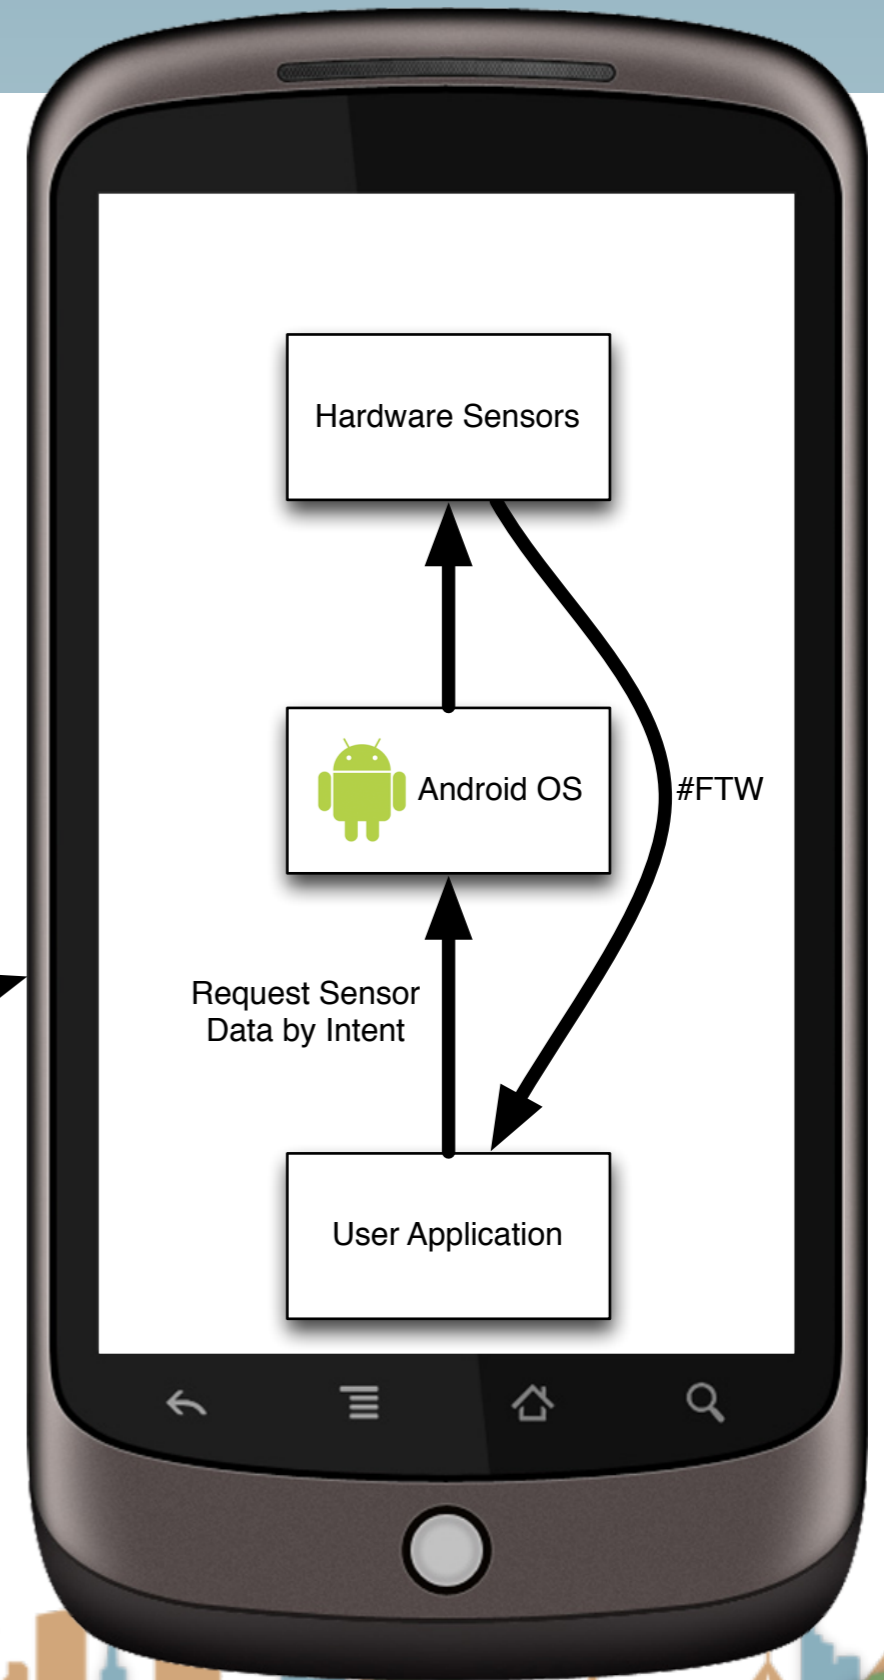 Hardware Sensors
Android OS
#FTW
Request Sensor
Data by Intent
User Application